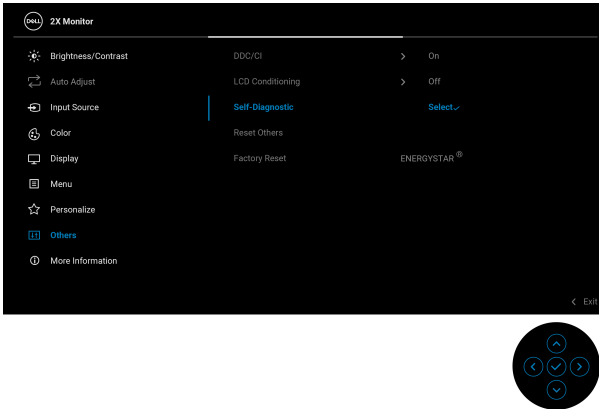 DELL 2X Monitor
Brightness/Contrast DDC/CI On
Auto Adjust LCD Conditioning Off
Input Source Self-Diagnostic Select
Color Reset Others
Display Factory Reset ENERGYSTAR ®
Menu
Personalize
Others
More Information
Exit